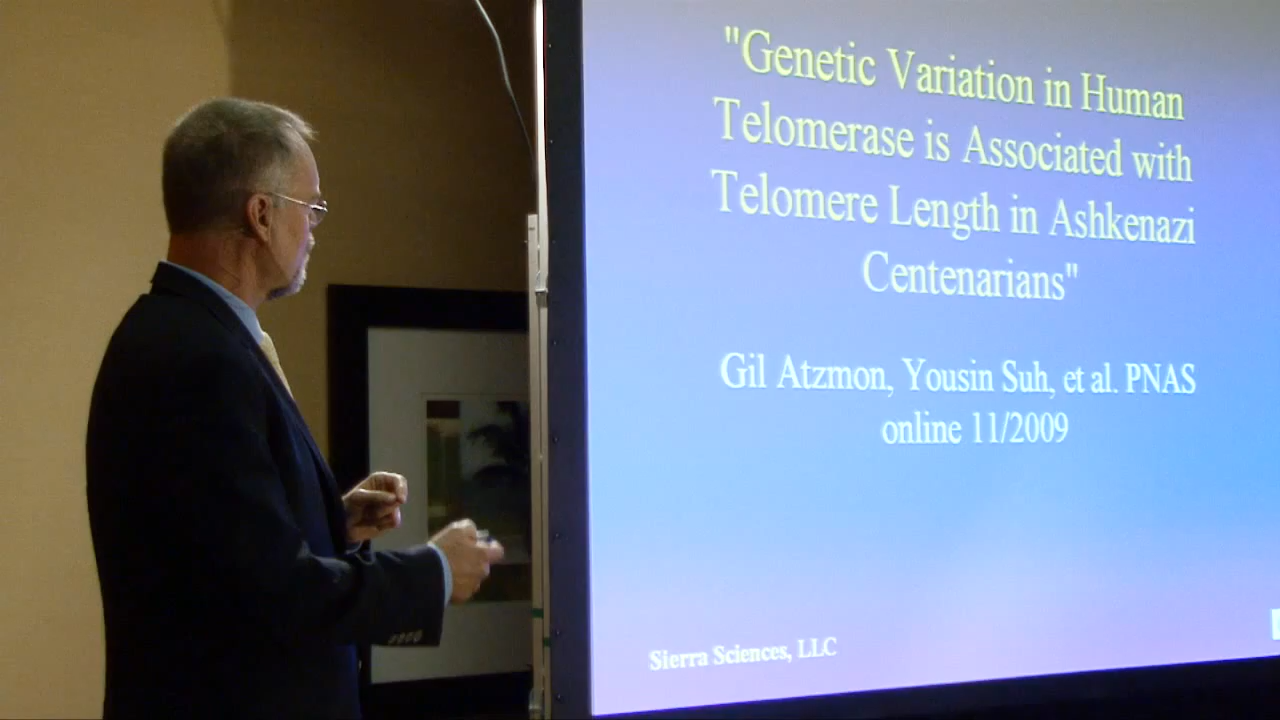 "Genetic Variation in Human
Telomerase is Associated with
Telomere Length in Ashkenazi
Centenarians"
Gil Atzmon, Yousin Suh, et al. PNAS
online 11/2009
Sierra Sciences, LLC